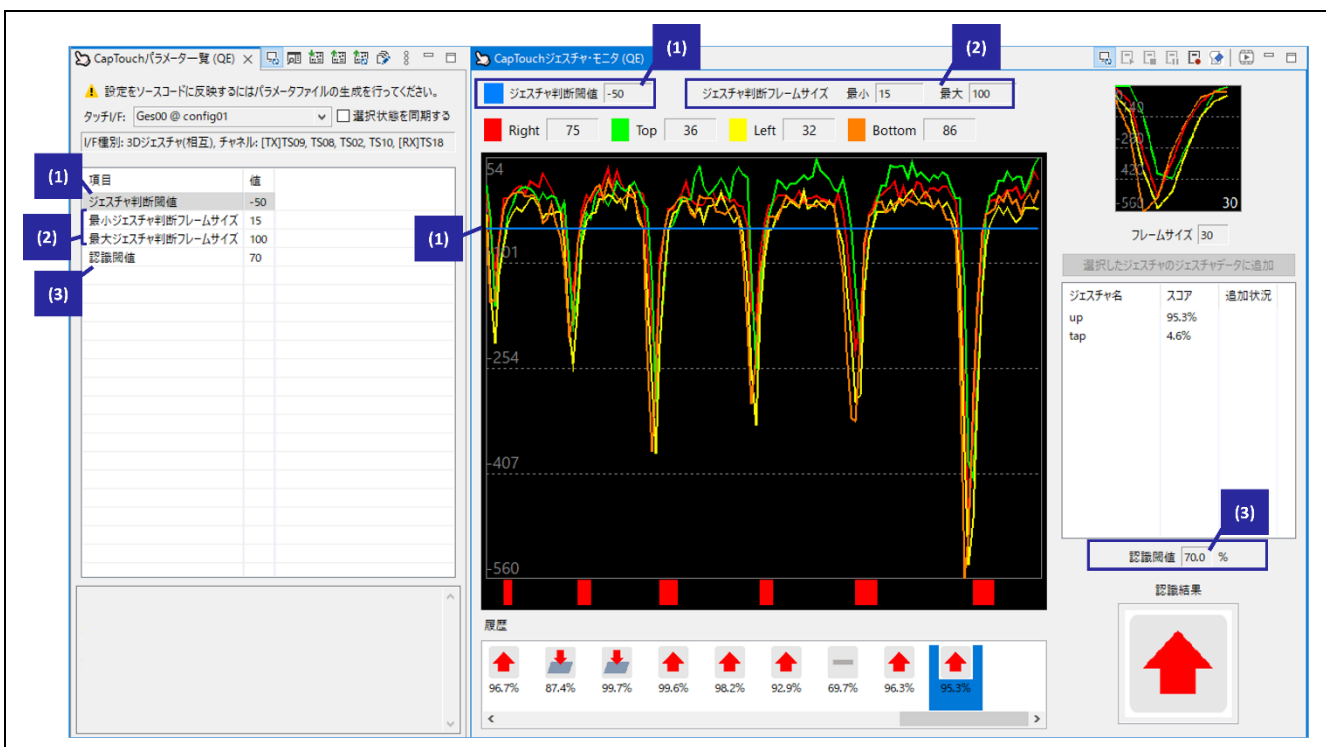 CapTouchパラメーター覧 (QE)
設定をソースコードに反映するにはパラメータファイルの生成を行ってください。
タッチI/F: Ges00 @ config01 選択状態を同期する
I/F種別: 3Dジェスチャ(相互), チャネル: [TX]TS09, TS08, TS02, TS10, [RX]TS18
項目 値
(1)
ジェスチャ判断閾値 -50
最小ジェスチャ判断フレームサイズ 15
(2)
最大ジェスチャ判断フレームサイズ 100
認識閾値 70
(3)
CapTouchジェスチャ・モニタ (QE)
(1)
(2)
ジェスチャ判断閾値 -50 ジェスチャ判断フレームサイズ 最小 15 最大 100
Right 75 Top 36 Left 32 Bottom 86
54
(1)
-101
-254
-407
-560
履歴
96.7% 87.4% 99.7% 99.6% 98.2% 92.9% 69.7% 96.3% 95.3%
-140
-280
-420
-560 30
フレームサイズ 30
選択したジェスチャのジェスチャデータに追加
ジェスチャ名 スコア 追加状況
up 95.3%
tap 4.6%
(3)
認識閾値 70.0 %
認識結果